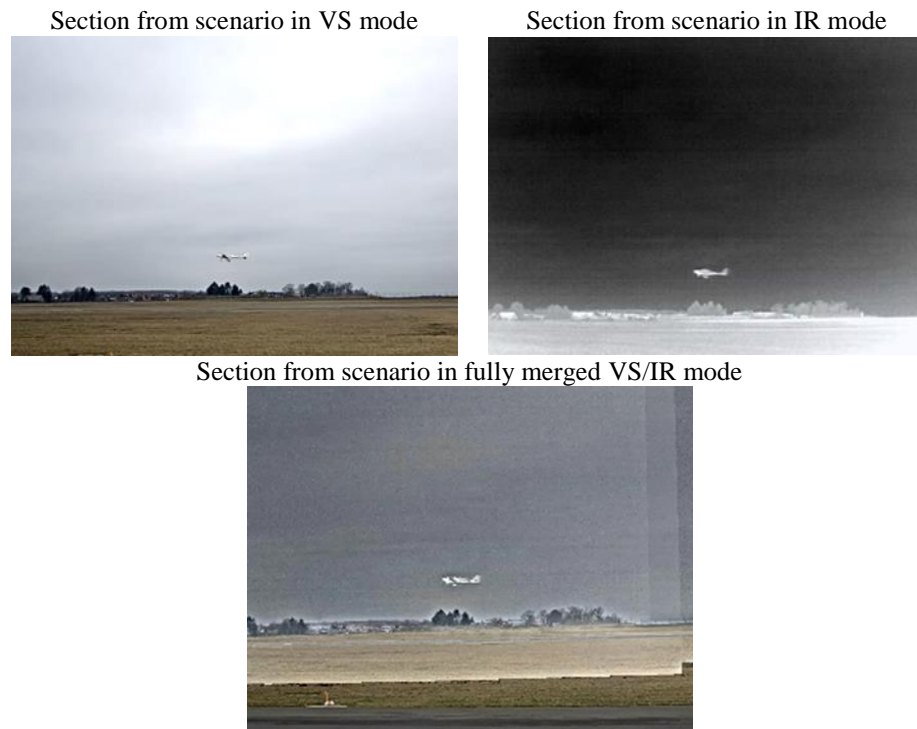 Section from scenario in VS mode
Section from scenario in IR mode
Section from scenario in fully merged VS/IR mode